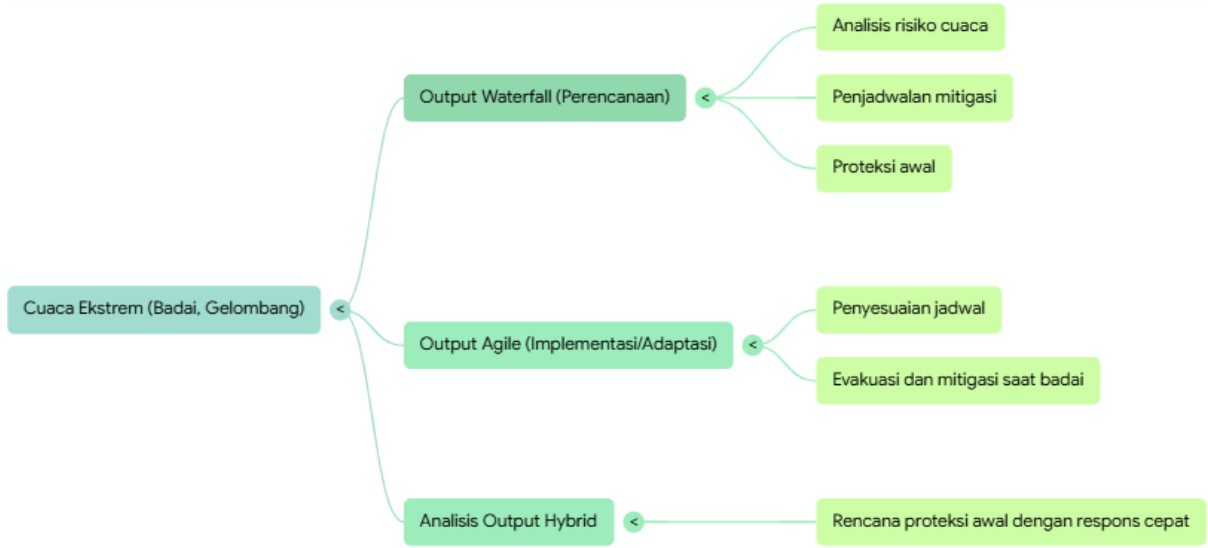 Cuaca Ekstrem (Badai, Gelombang)
<
Output Waterfall (Perencanaan)
<
Analisis risiko cuaca
Penjadwalan mitigasi
Proteksi awal
Output Agile (Implementasi/Adaptasi)
<
Penyesuaian jadwal
Evakuasi dan mitigasi saat badai
Analisis Output Hybrid
<
Rencana proteksi awal dengan respons cepat